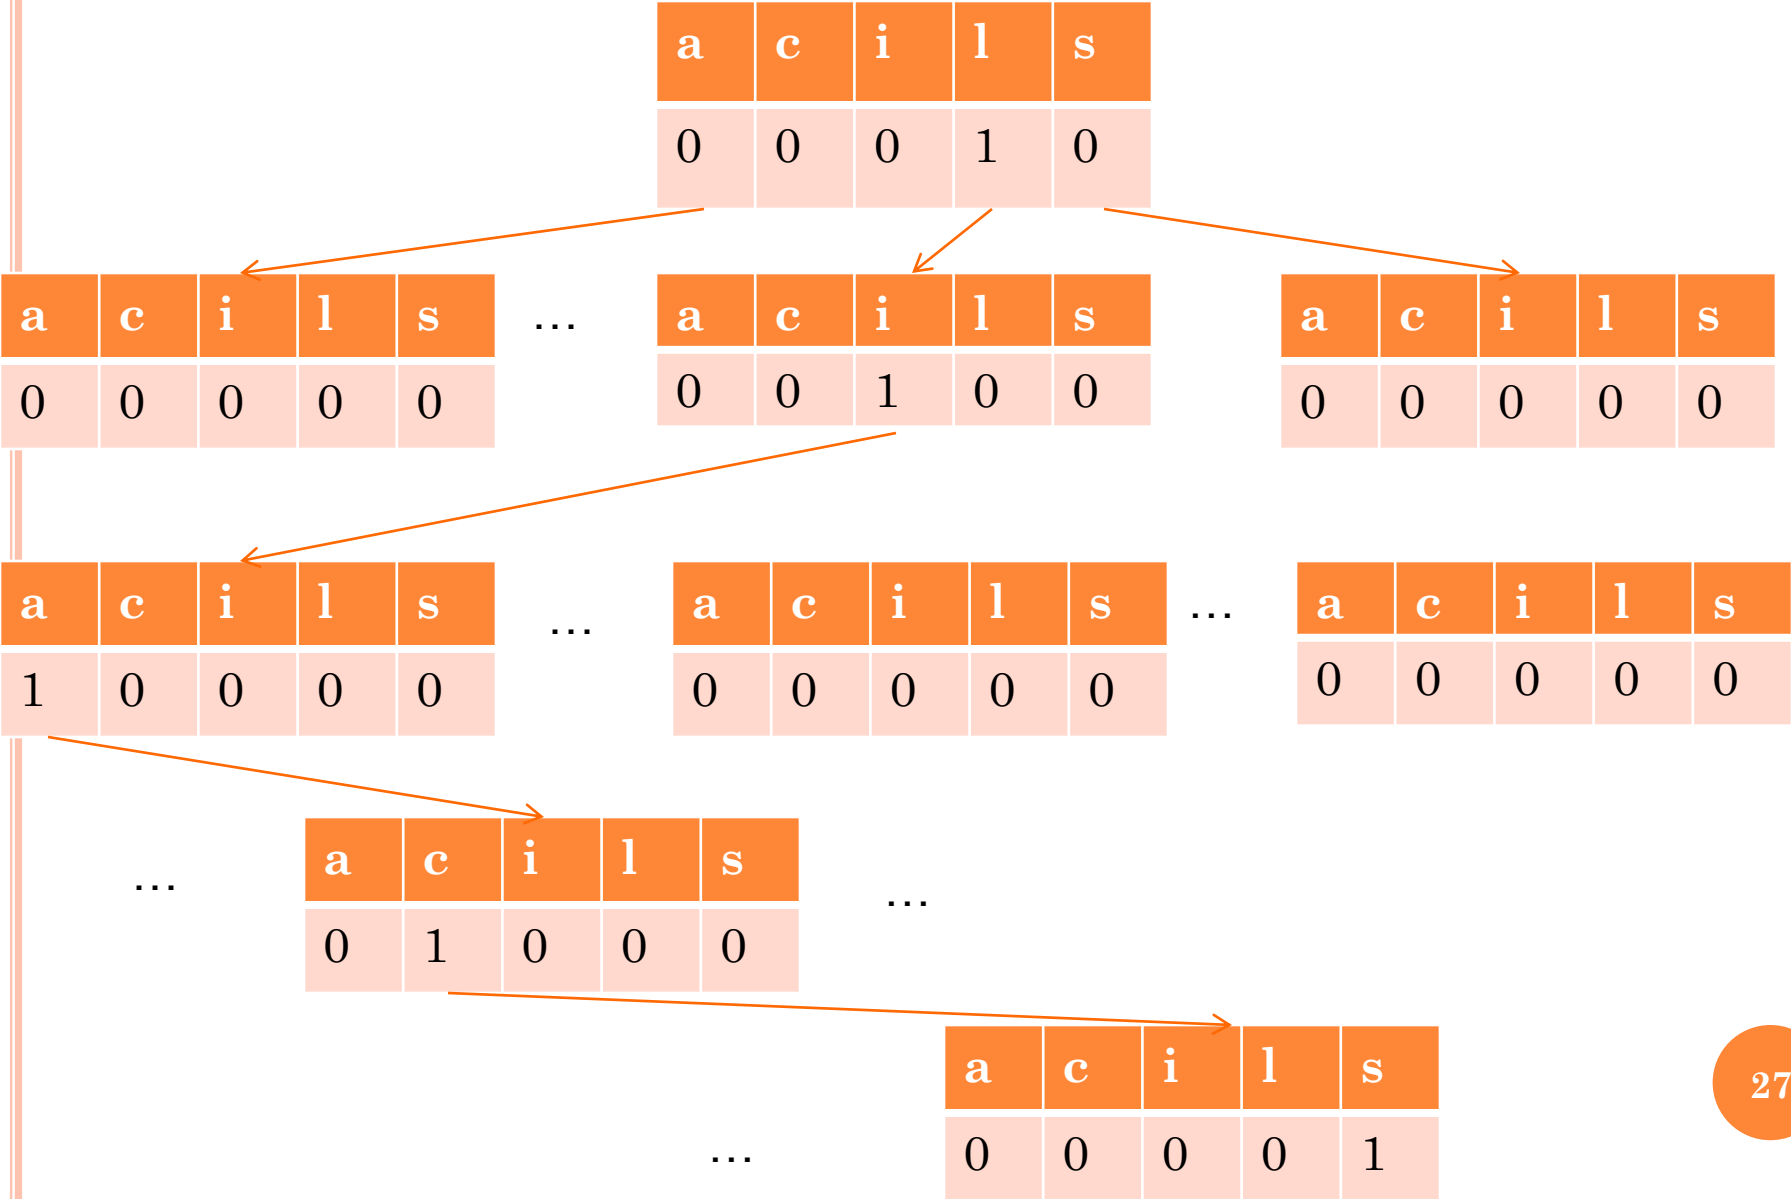 a c i l s
0 0 0 1 0
a c i l s ... a c i l s a c i l s
0 0 0 0 0 0 0 1 0 0 0 0 0 0 0
a c i l s ... a c i l s ... a c i l s
1 0 0 0 0 0 0 0 0 0 0 0 0 0 0
... a c i l s ...
0 1 0 0 0
a c i l s
27
... 0 0 0 0 1